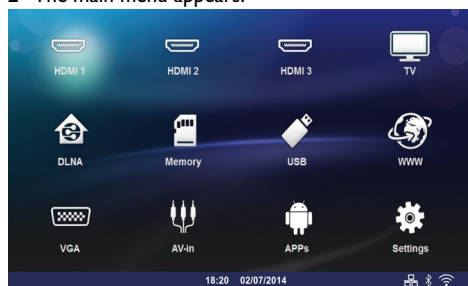 2 The main menu appears.
HDMI 1 HDMI 2 HDMI 3 TV
DLNA Memory USB WWW
VGA AV-in APPs Settings
18:20 02/07/2014